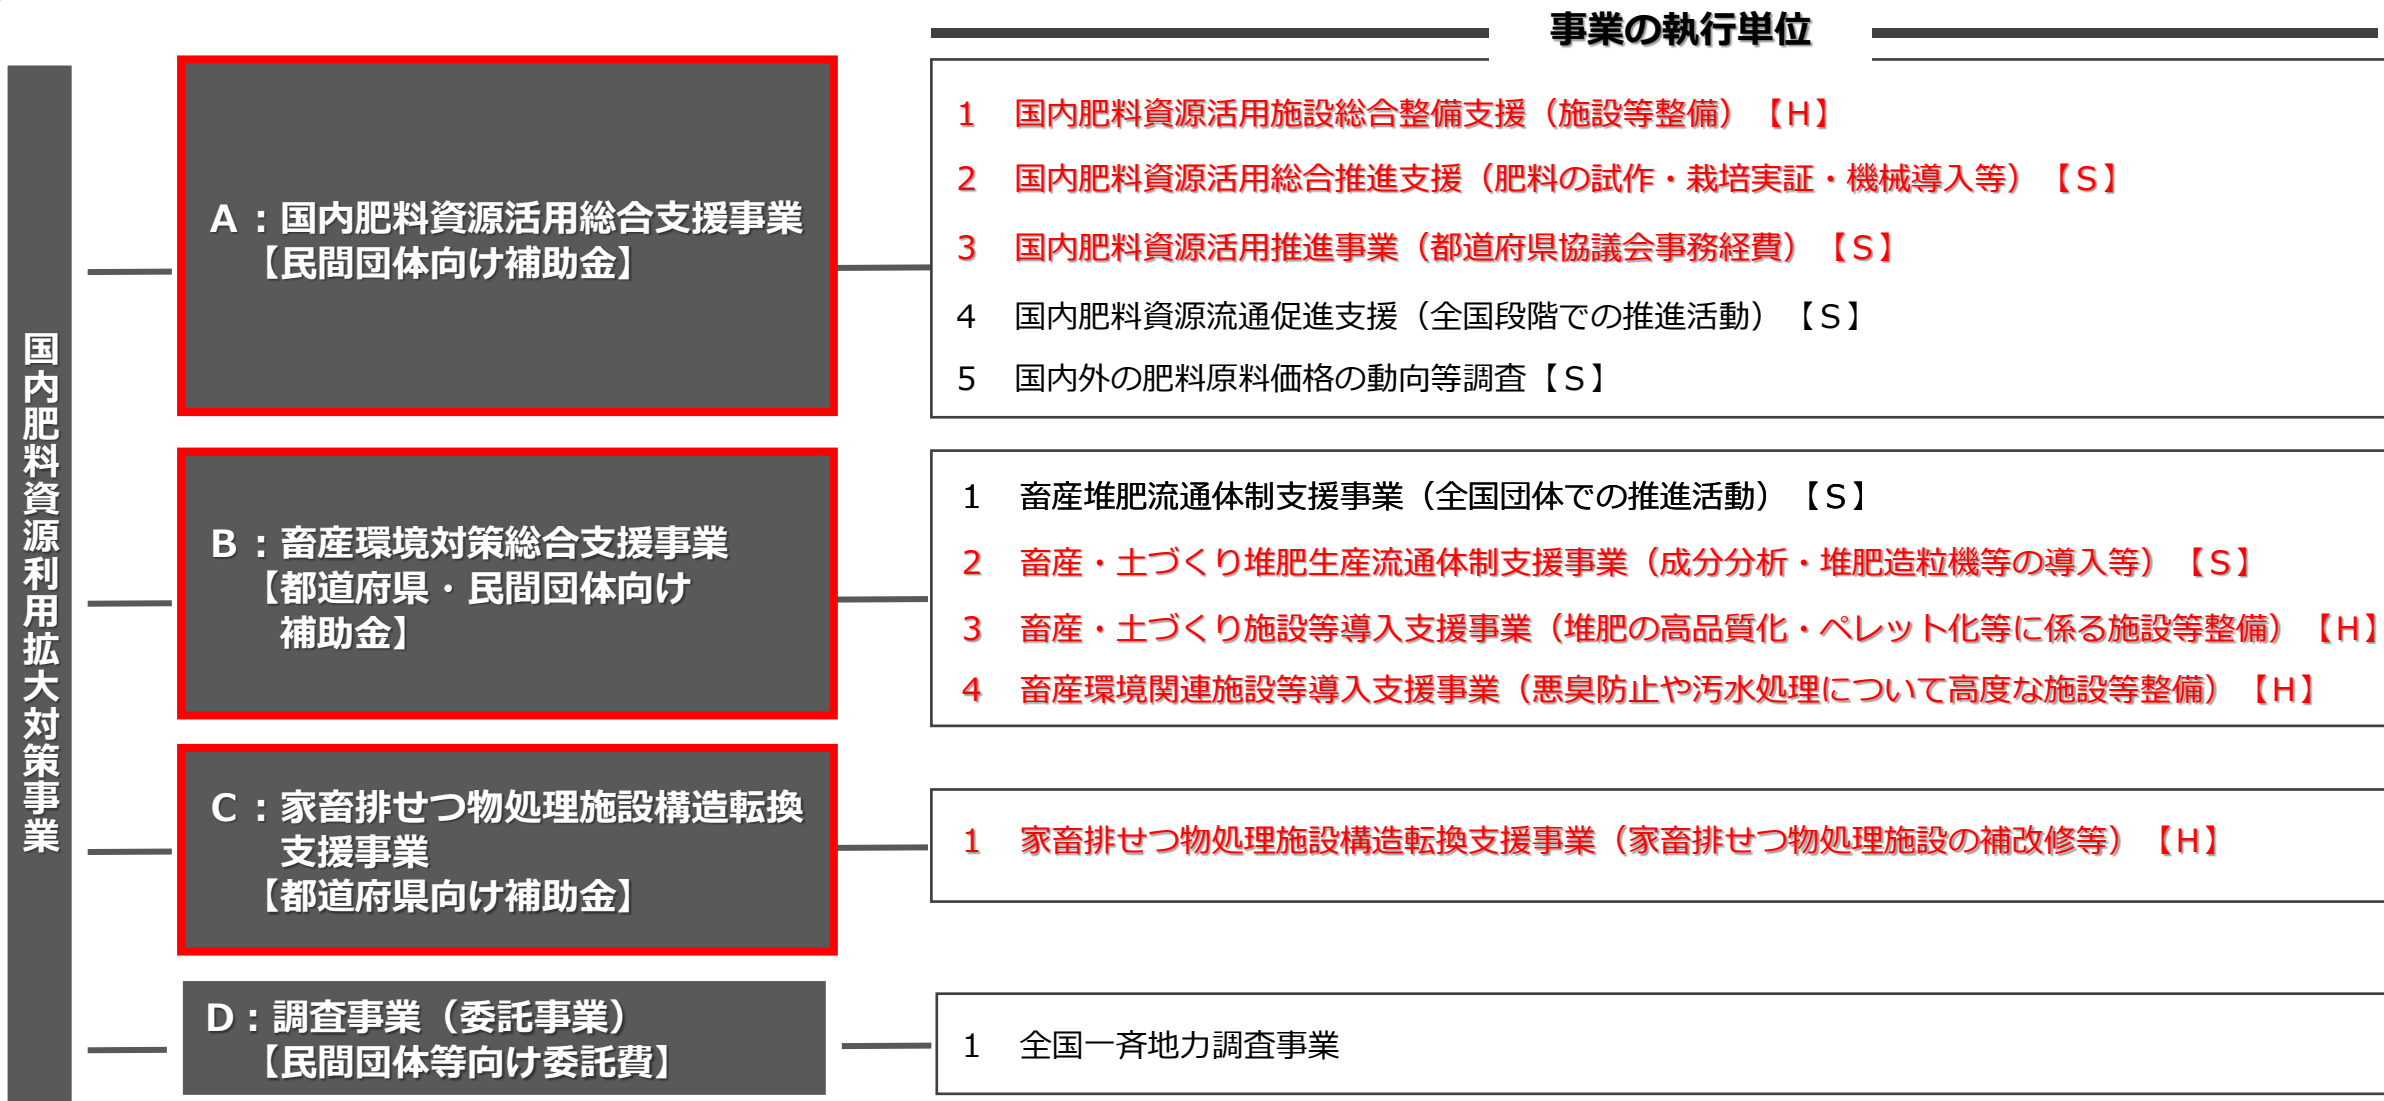 事業の執行単位
国内肥料資源利用拡大対策事業
A：国内肥料資源活用総合支援事業
【民間団体向け補助金】
1 国内肥料資源活用施設総合整備支援（施設等整備）【H】
2 国内肥料資源活用総合推進支援（肥料の試作・栽培実証・機械導入等）【S】
3 国内肥料資源活用推進事業（都道府県協議会事務経費）【S】
4 国内肥料資源流通促進支援（全国段階での推進活動）【S】
5 国内外の肥料原料価格の動向等調査【S】
B：畜産環境対策総合支援事業
【都道府県・民間団体向け
補助金】
1 畜産堆肥流通体制支援事業（全国団体での推進活動）【S】
2 畜産・土づくり堆肥生産流通体制支援事業（成分分析・堆肥造粒機等の導入等）【S】
3 畜産・土づくり施設等導入支援事業（堆肥の高品質化・ペレット化等に係る施設等整備）【H】
4 畜産環境関連施設等導入支援事業（悪臭防止や汚水処理について高度な施設等整備）【H】
C：家畜排せつ物処理施設構造転換
支援事業
【都道府県向け補助金】
1 家畜排せつ物処理施設構造転換支援事業（家畜排せつ物処理施設の補改修等）【H】
D：調査事業（委託事業）
【民間団体等向け委託費】
1 全国一斉地力調査事業